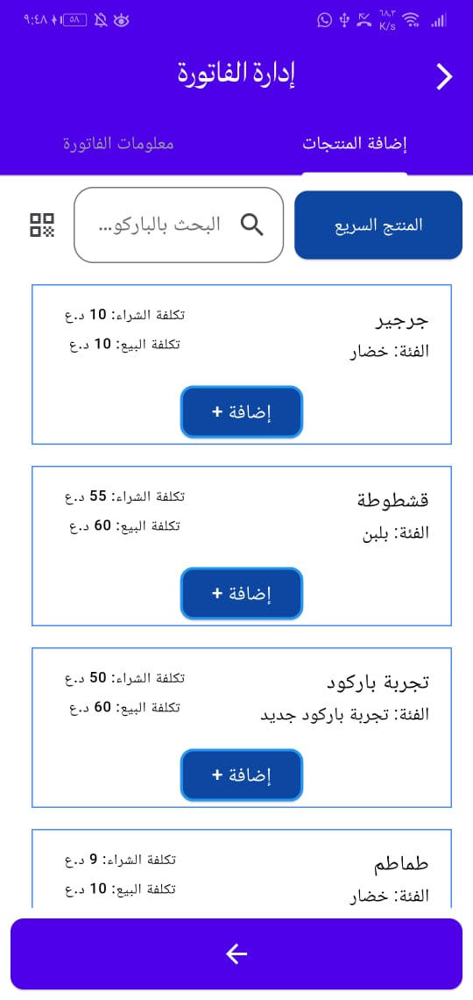 ٩:٤٨
٥٨
٦٨,٣
K/s
إدارة الفاتورة
إضافة المنتجات
معلومات الفاتورة
المنتج السريع
البحث بالباركو...
جرجير
تكلفة الشراء: 10 د.ع
الفئة: خضار
تكلفة البيع: 10 د.ع
إضافة +
قشطوطة
تكلفة الشراء: 55 د.ع
الفئة: بلبن
تكلفة البيع: 60 د.ع
إضافة +
تجربة باركود
تكلفة الشراء: 50 د.ع
الفئة: تجربة باركود جديد
تكلفة البيع: 60 د.ع
إضافة +
طماطم
تكلفة الشراء: 9 د.ع
الفئة: خضار
تكلفة البيع: 10 د.ع